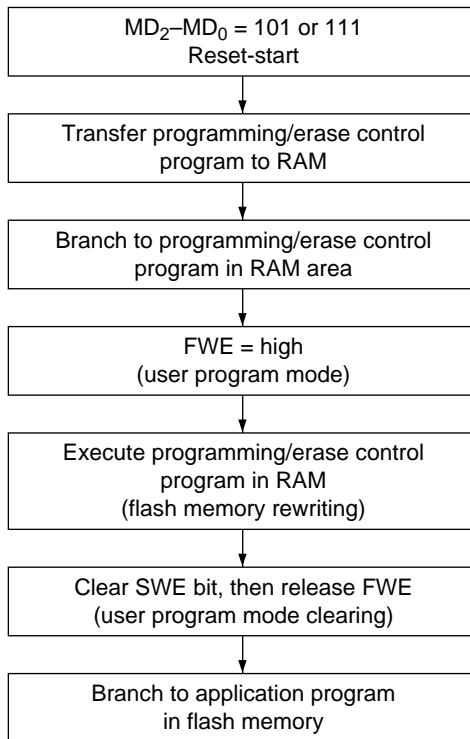 MD₂–MD₀ = 101 or 111
Reset-start
Transfer programming/erase control
program to RAM
Branch to programming/erase control
program in RAM area
FWE = high
(user program mode)
Execute programming/erase control
program in RAM
(flash memory rewriting)
Clear SWE bit, then release FWE
(user program mode clearing)
Branch to application program
in flash memory